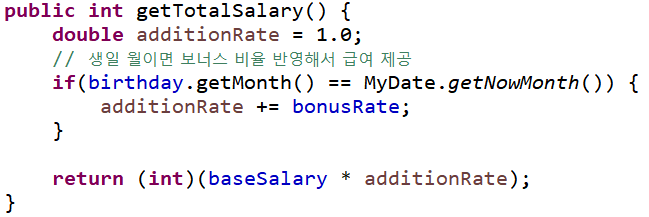 public int getTotalSalary() {
    double additionRate = 1.0;
    // 생일 월이면 보너스 비율 반영해서 급여 제공
    if(birthday.getMonth() == MyDate.getNowMonth()) {
        additionRate += bonusRate;
    }

    return (int)(baseSalary * additionRate);
}